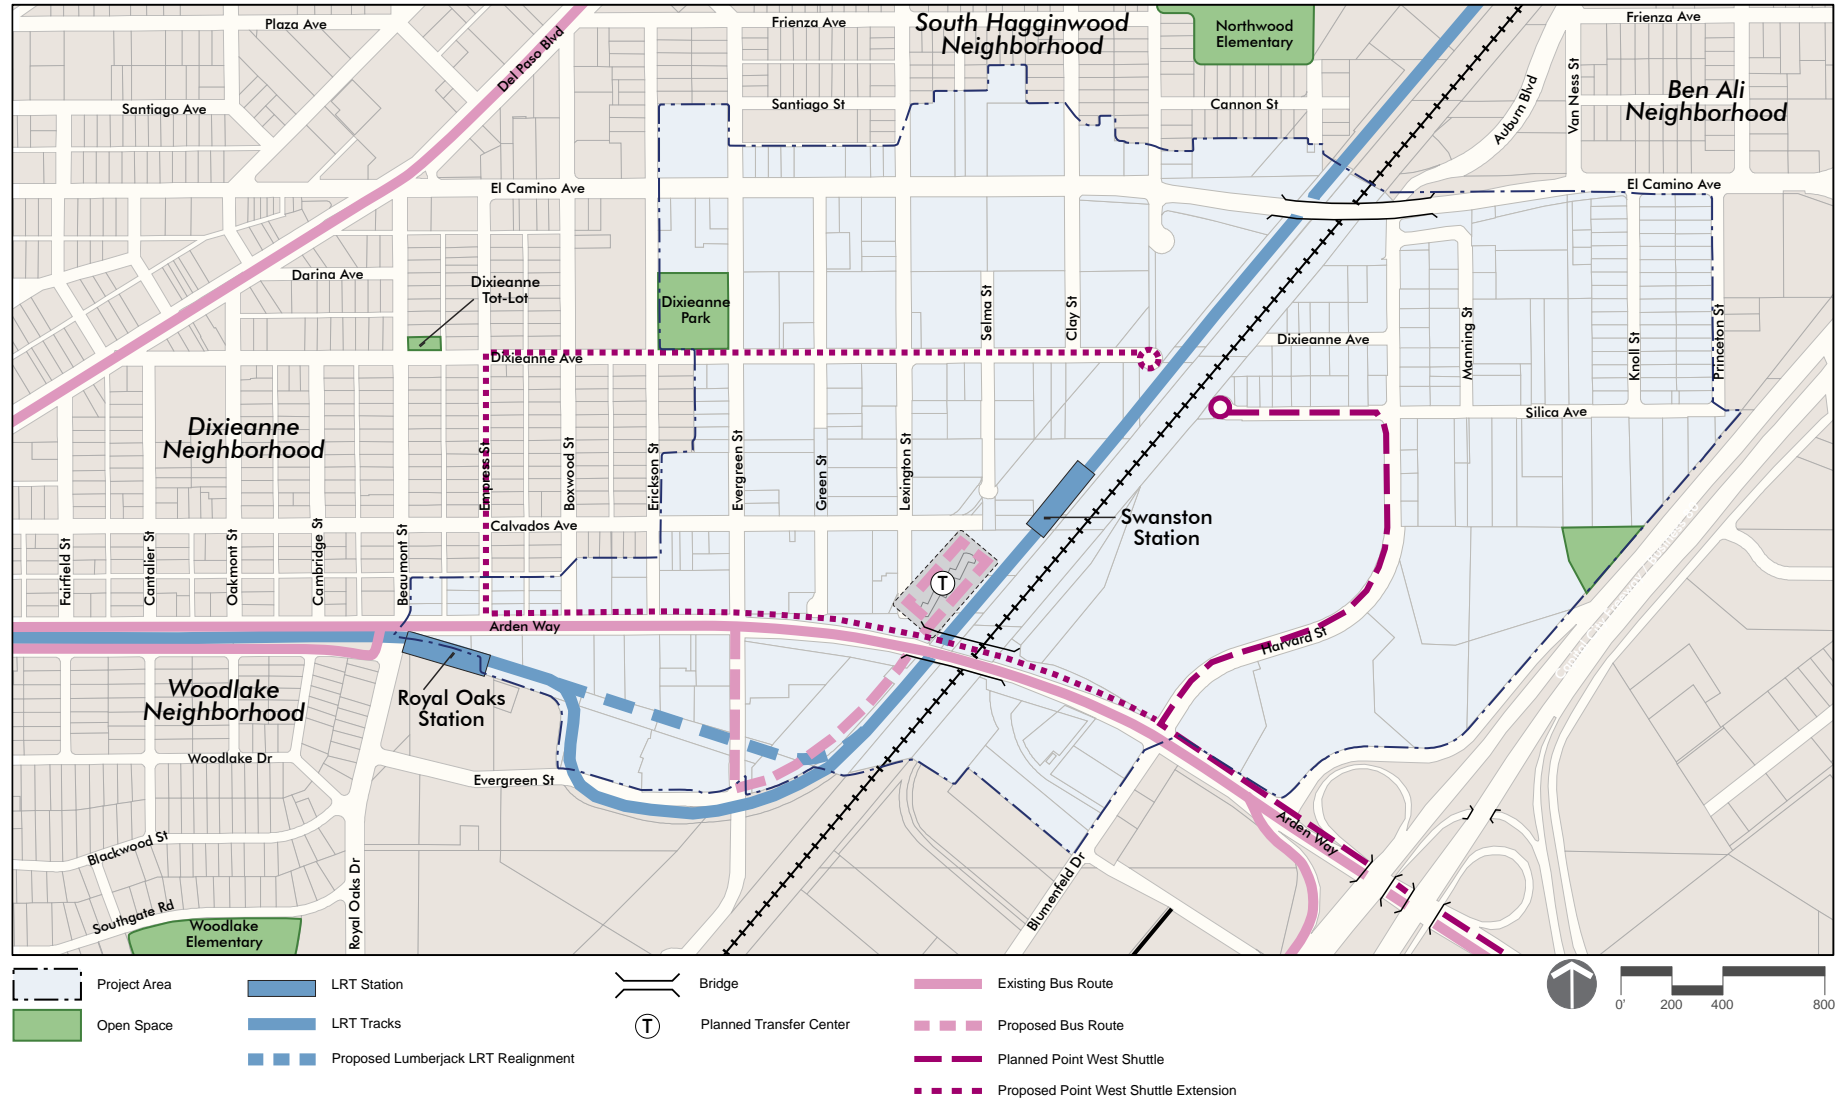 Plaza Ave
Frienza Ave
South Hagginwood
Neighborhood
Northwood
Elementary
Frienza Ave
Del Paso Blvd
Santiago Ave
Santiago St
Cannon St
Auburn Blvd
Van Ness St
Ben Ali
Neighborhood
El Camino Ave
El Camino Ave
Darina Ave
Dixieanne
Tot-Lot
Dixieanne
Park
Selma St
Clay St
Dixieanne Ave
Dixieanne Ave
Manning St
Knoll St
Princeton St
Silica Ave
Dixieanne
Neighborhood
Empress St
Boxwood St
Erickson St
Evergreen St
Green St
Lexington St
Calvados Ave
Swanston
Station
Fairfield St
Cantalier St
Oakmont St
Cambridge St
Beaumont St
T
Capital City Freeway / Business 80
Arden Way
Harvard St
Woodlake
Neighborhood
Royal Oaks
Station
Woodlake Dr
Evergreen St
Arden Way
Blackwood St
Royal Oaks Dr
Blumenfeld Dr
Southgate Rd
Woodlake
Elementary
Project Area
Open Space
LRT Station
LRT Tracks
Proposed Lumberjack LRT Realignment
Bridge
T
Planned Transfer Center
Existing Bus Route
Proposed Bus Route
Planned Point West Shuttle
Proposed Point West Shuttle Extension
0' 200 400 800